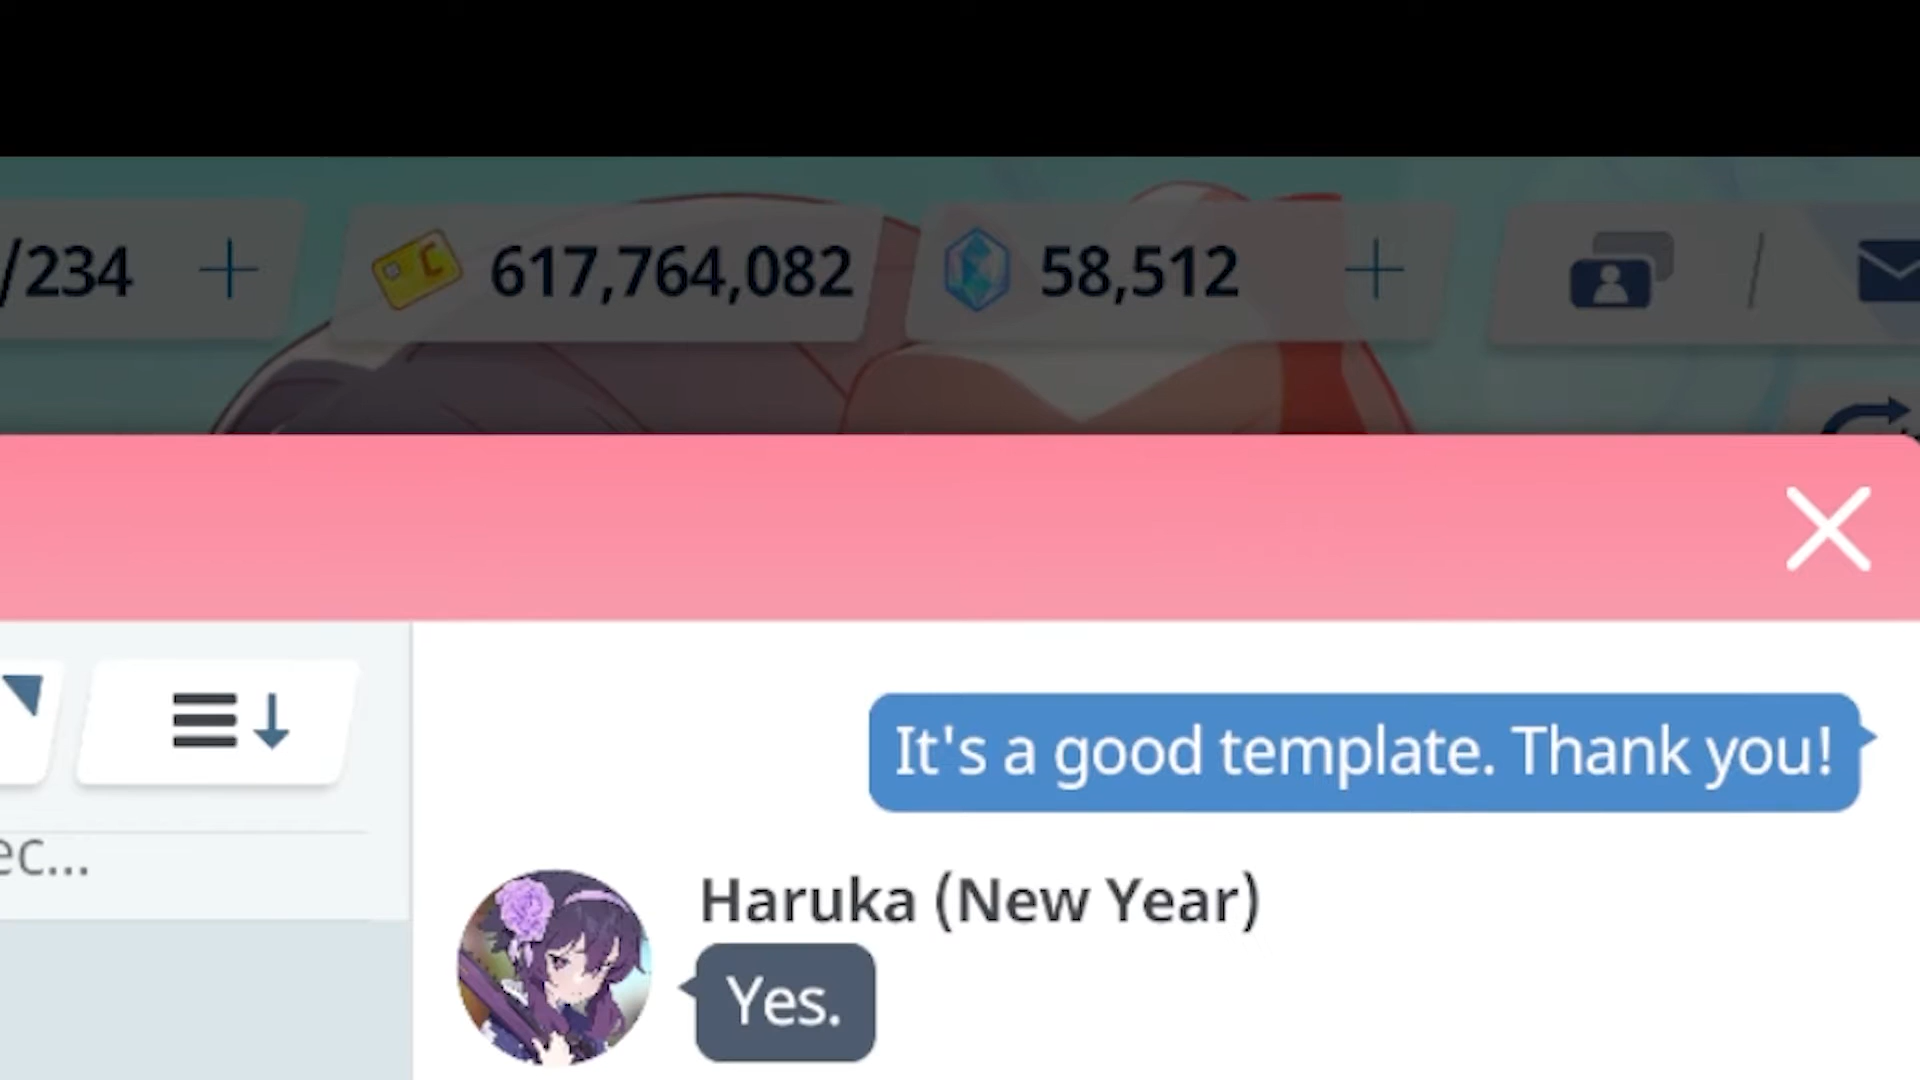 /234
617,764,082
58,512
It's a good template. Thank you!
ec...
Haruka (New Year)
Yes.